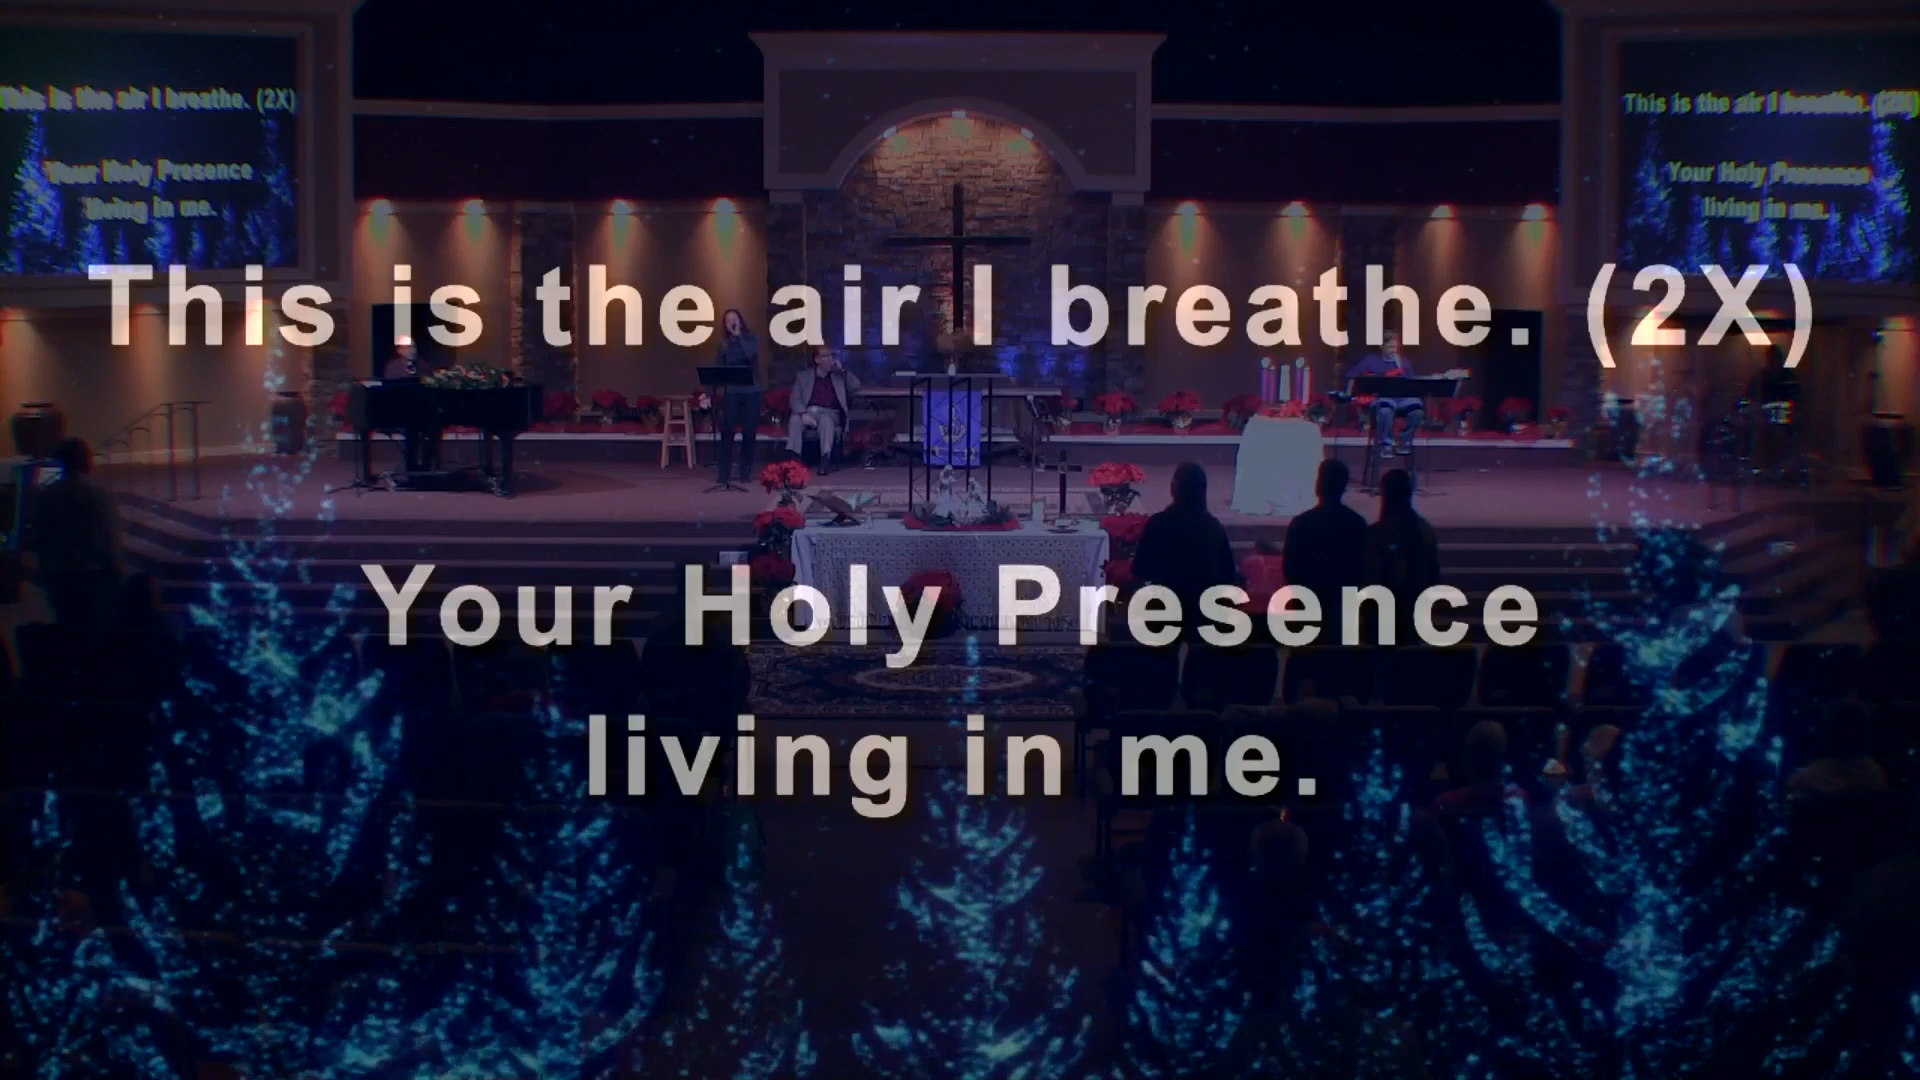 This is the air I breathe. (2X)
Your Holy Presence
living in me.
This is the air I breathe. (2X)
Your Holy Presence
living in me.
This is the air I breathe. (2X)
Your Holy Presence
living in me.